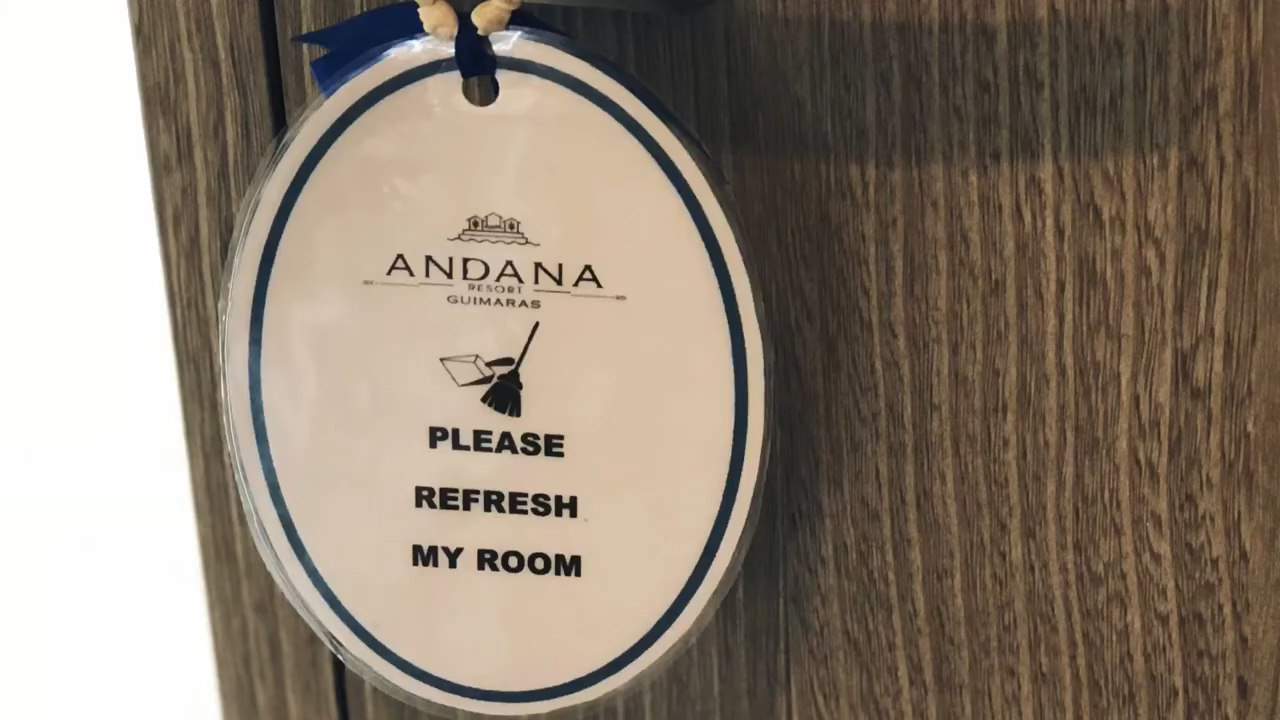 ANDANA
RESORT
GUIMARAS
PLEASE
REFRESH
MY ROOM